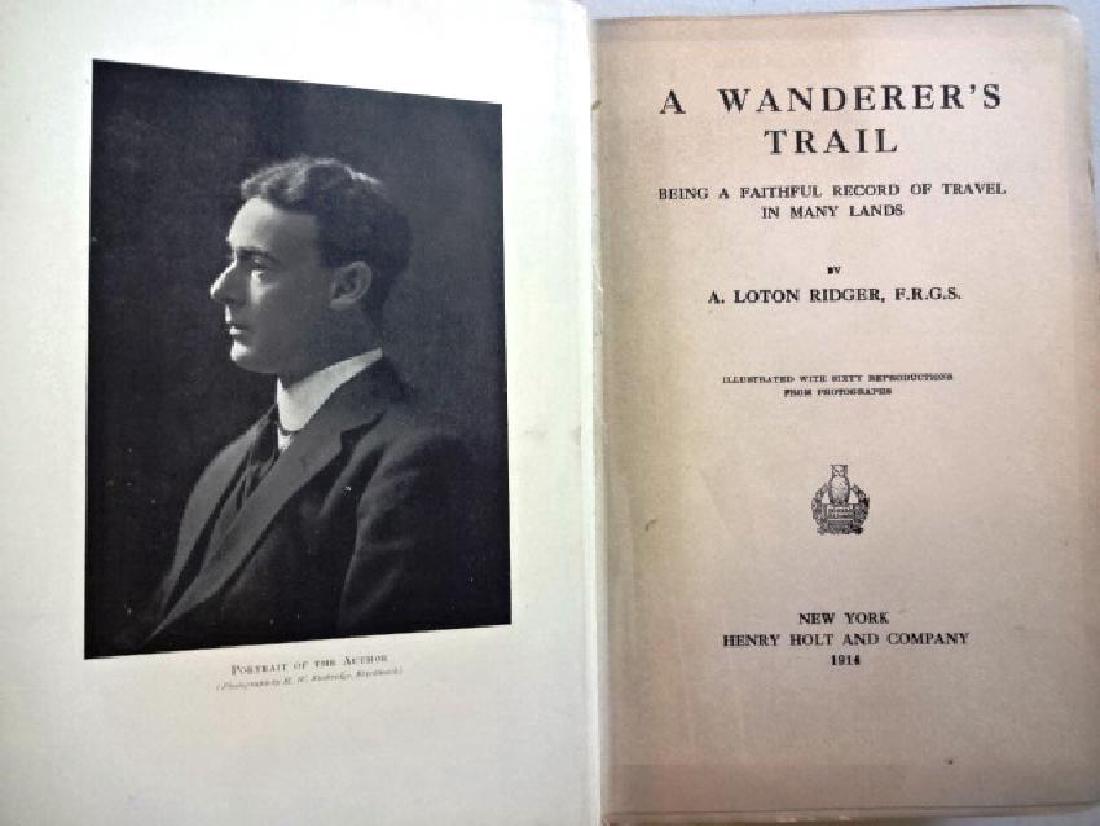 PORTRAIT OF THE AUTHOR
A WANDERER'S
TRAIL
BEING A FAITHFUL RECORD OF TRAVEL
IN MANY LANDS
BY
A. LOTON RIDGER, F.R.G.S.
ILLUSTRATED WITH SIXTY REPRODUCTIONS
FROM PHOTOGRAPHS
NEW YORK
HENRY HOLT AND COMPANY
1914